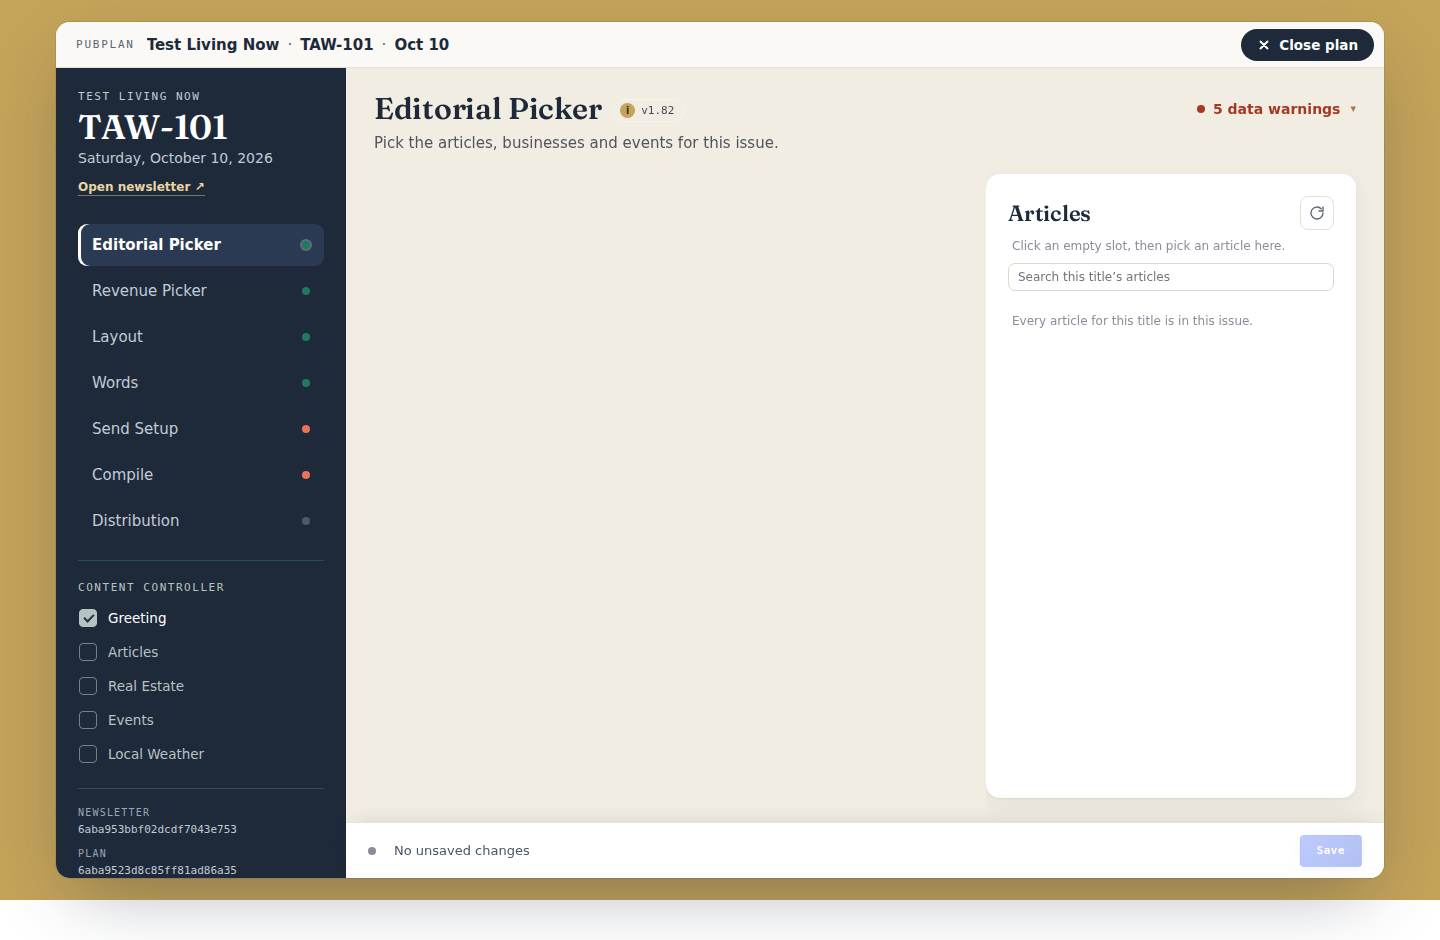 PUBPLAN Test Living Now · TAW-101 · Oct 10
✕ Close plan
TEST LIVING NOW
TAW-101
Saturday, October 10, 2026
Open newsletter ↗
Editorial Picker
Revenue Picker
Layout
Words
Send Setup
Compile
Distribution
CONTENT CONTROLLER
Greeting
Articles
Real Estate
Events
Local Weather
NEWSLETTER
6aba953bbf02dcdf7043e753
PLAN
6aba9523d8c85ff81ad86a35
Editorial Picker i v1.82
5 data warnings ▾
Pick the articles, businesses and events for this issue.
Articles
Click an empty slot, then pick an article here.
Search this title’s articles
Every article for this title is in this issue.
No unsaved changes
Save